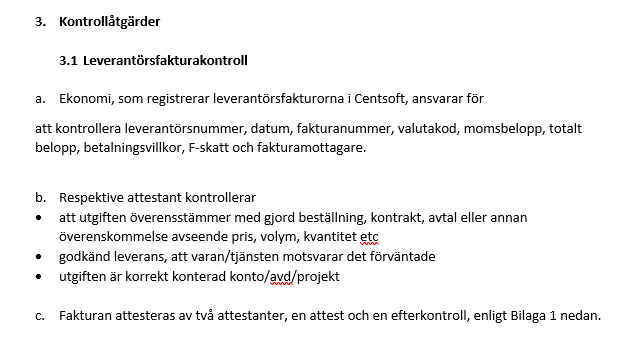 3. Kontrollåtgärder
3.1 Leverantörsfakturakontroll
a. Ekonomi, som registrerar leverantörsfakturorna i Centsoft, ansvarar för
att kontrollera leverantörsnummer, datum, fakturanummer, valutakod, momsbelopp, totalt
belopp, betalningsvillkor, F-skatt och fakturamottagare.
b. Respektive attestant kontrollerar
• att utgiften överensstämmer med gjord beställning, kontrakt, avtal eller annan
överenskommelse avseende pris, volym, kvantitet etc
• godkänd leverans, att varan/tjänsten motsvarar det förväntade
• utgiften är korrekt konterad konto/avd/projekt
c. Fakturan attesteras av två attestanter, en attest och en efterkontroll, enligt Bilaga 1 nedan.